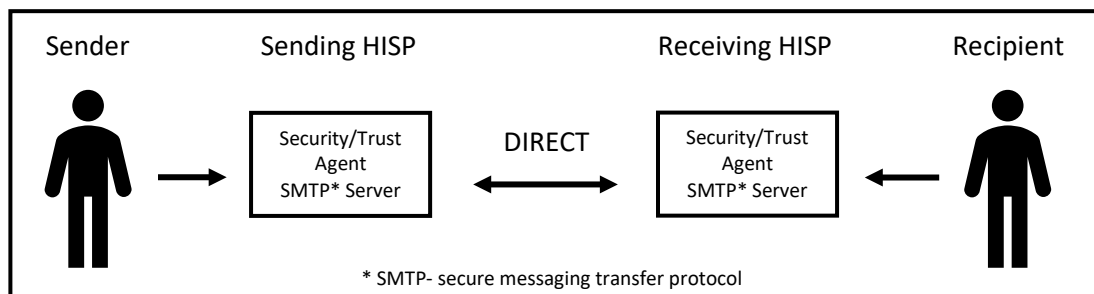 Sender
Sending HISP
Receiving HISP
Recipient
Security/Trust
Agent
SMTP* Server
DIRECT
Security/Trust
Agent
SMTP* Server
* SMTP- secure messaging transfer protocol